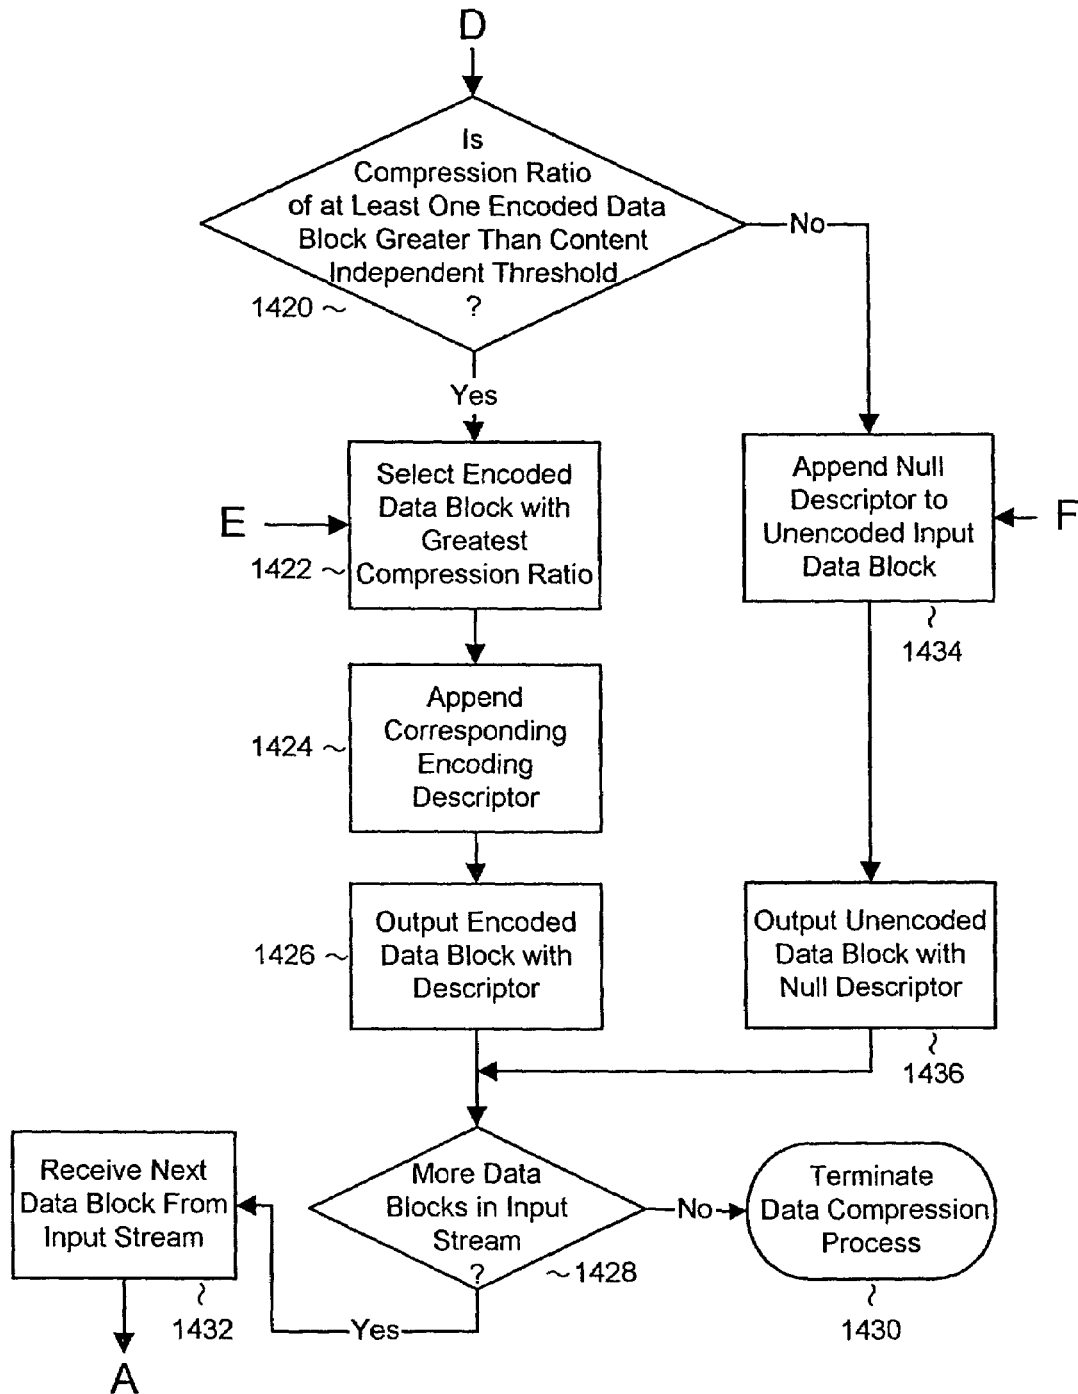 D
Is
Compression Ratio
of at Least One Encoded Data
Block Greater Than Content
Independent Threshold
?
1420
No
Yes
E
Select Encoded
Data Block with
Greatest
Compression Ratio
1422
Append Null
Descriptor to
Unencoded Input
Data Block
F
1434
Append
Corresponding
Encoding
Descriptor
1424
Output Encoded
Data Block with
Descriptor
1426
Output Unencoded
Data Block with
Null Descriptor
1436
Receive Next
Data Block From
Input Stream
1432
A
More Data
Blocks in Input
Stream
?
1428
Yes
No
Terminate
Data Compression
Process
1430